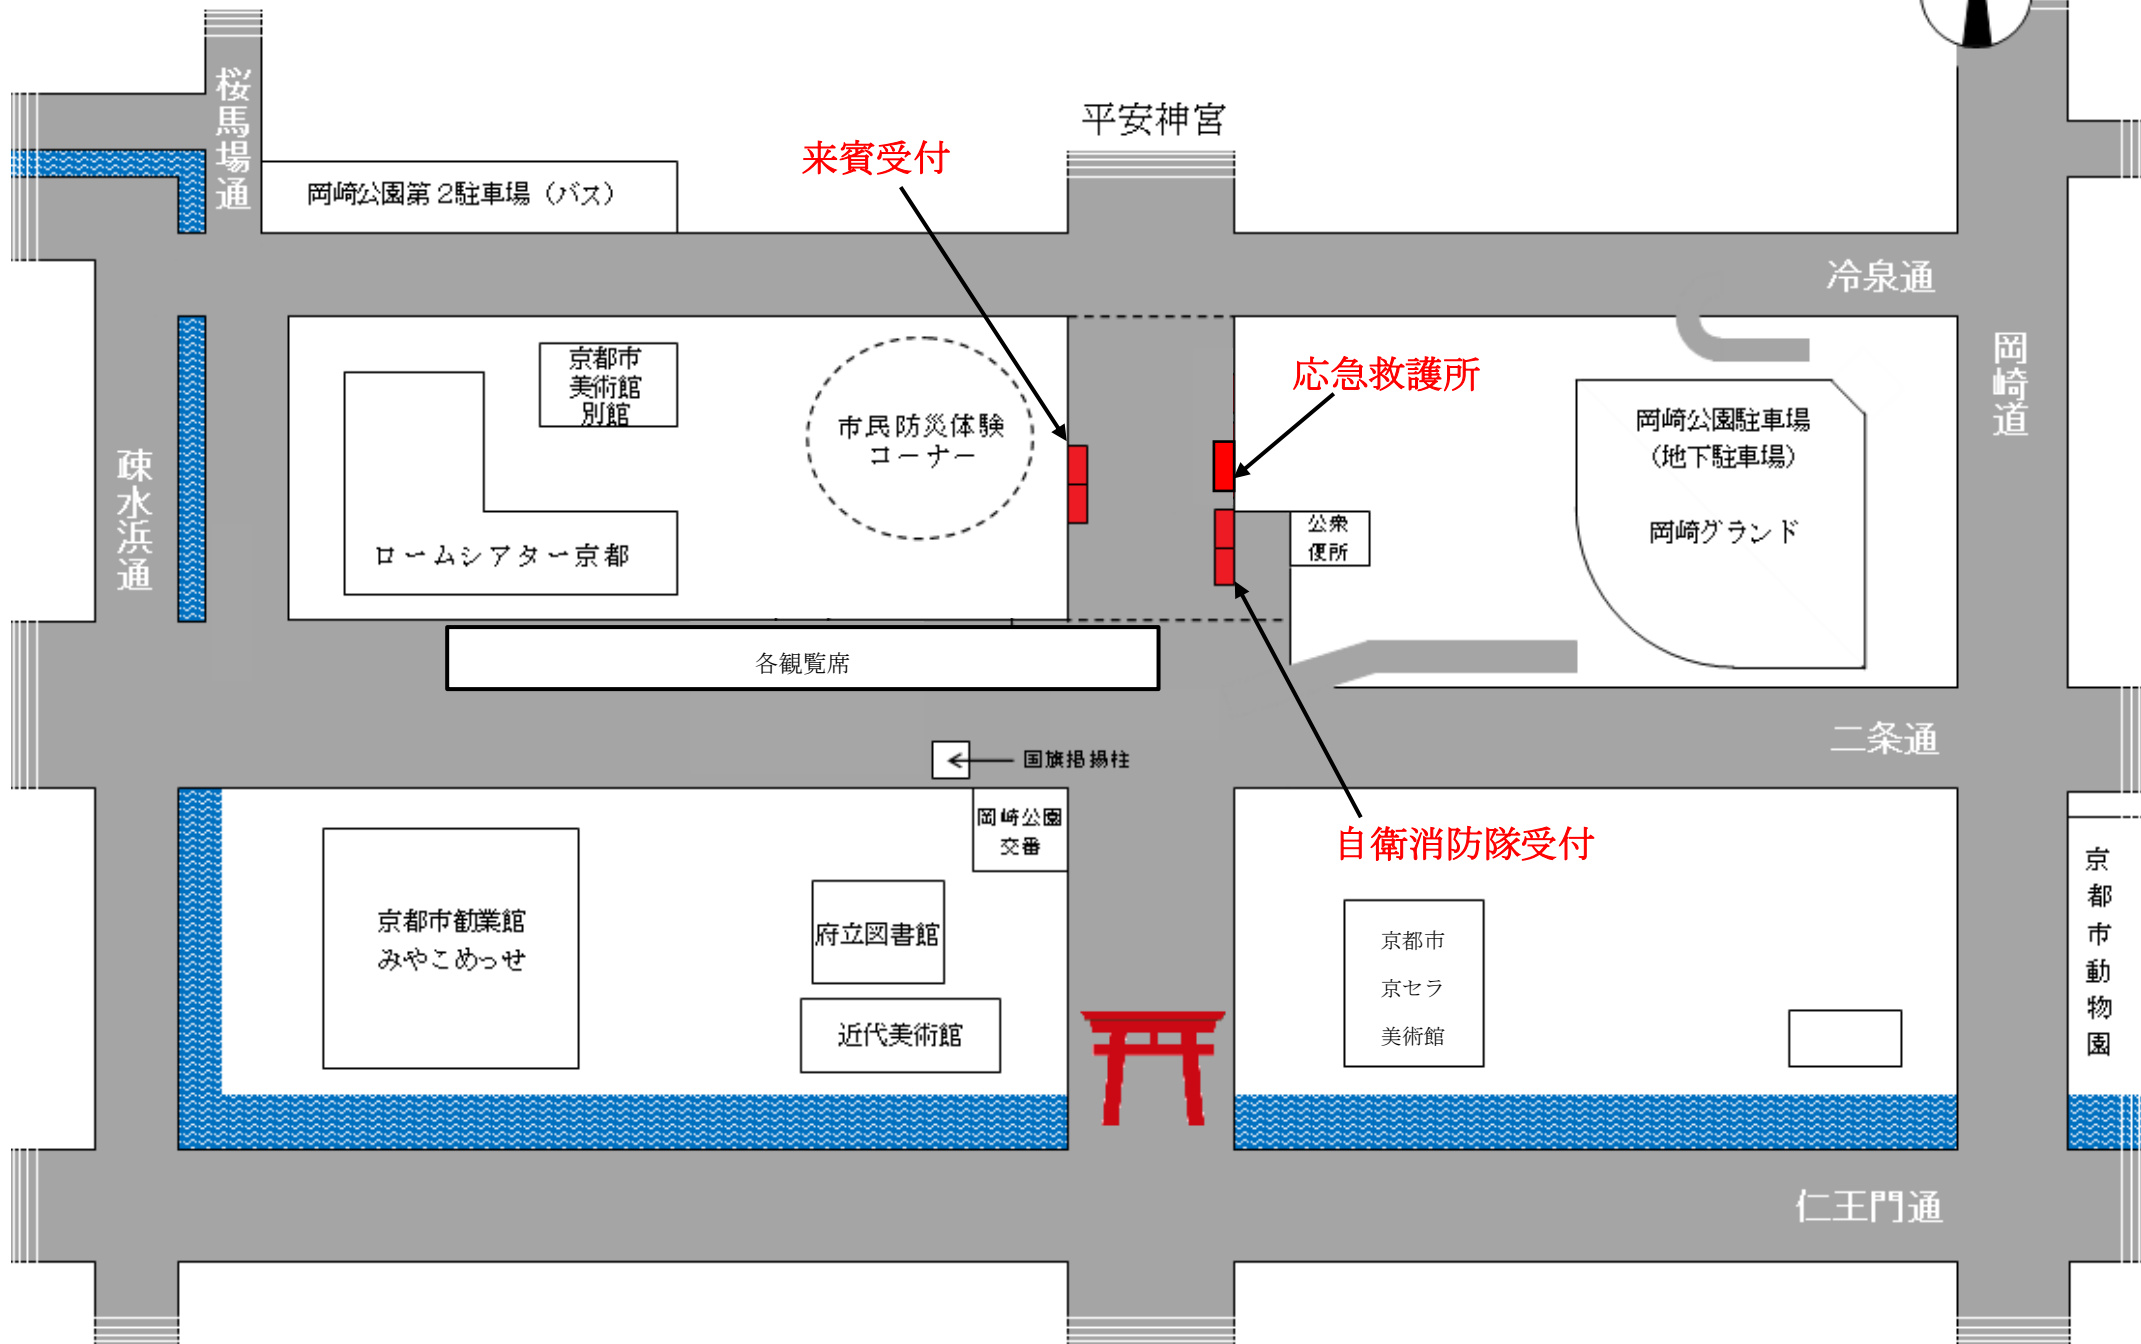 桜馬場通
平安神宮
来賓受付
岡崎公園第2駐車場（バス）
冷泉通
京都市
美術館
別館
市民防災体験
コーナー
応急救護所
岡崎公園駐車場
（地下駐車場）
岡崎グランド
岡崎道
疎水浜通
ロームシアター京都
公衆
便所
各観覧席
二条通
国旗掲揚柱
岡崎公園
交番
自衛消防隊受付
京都市勧業館
みやこめっせ
府立図書館
近代美術館
京都市
京セラ
美術館
京都市動物園
仁王門通